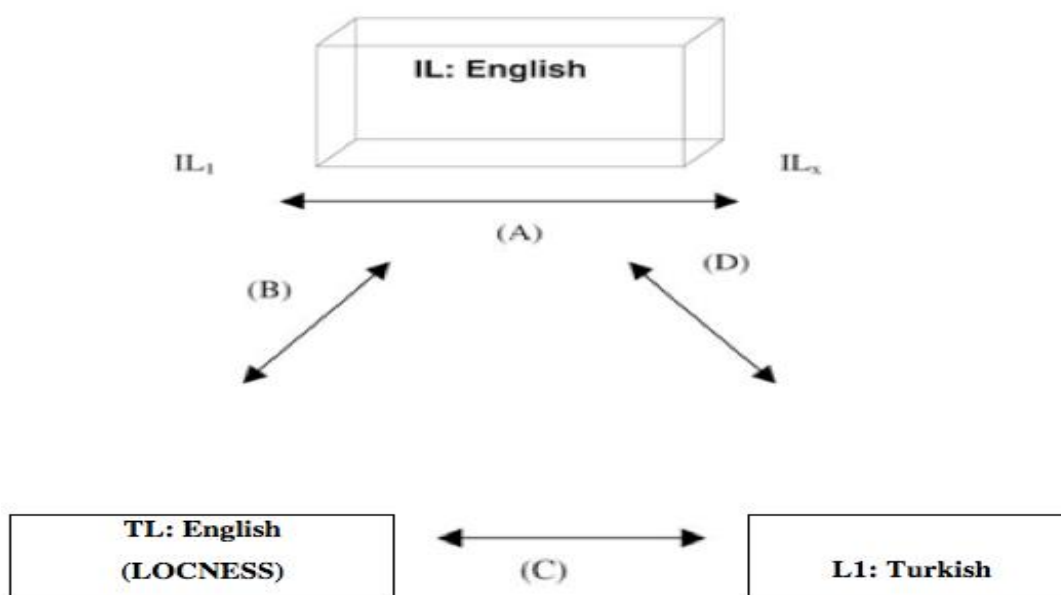 IL: English
IL₁
ILₓ
(A)
(B)
(D)
TL: English
(LOCNESS)
(C)
L1: Turkish